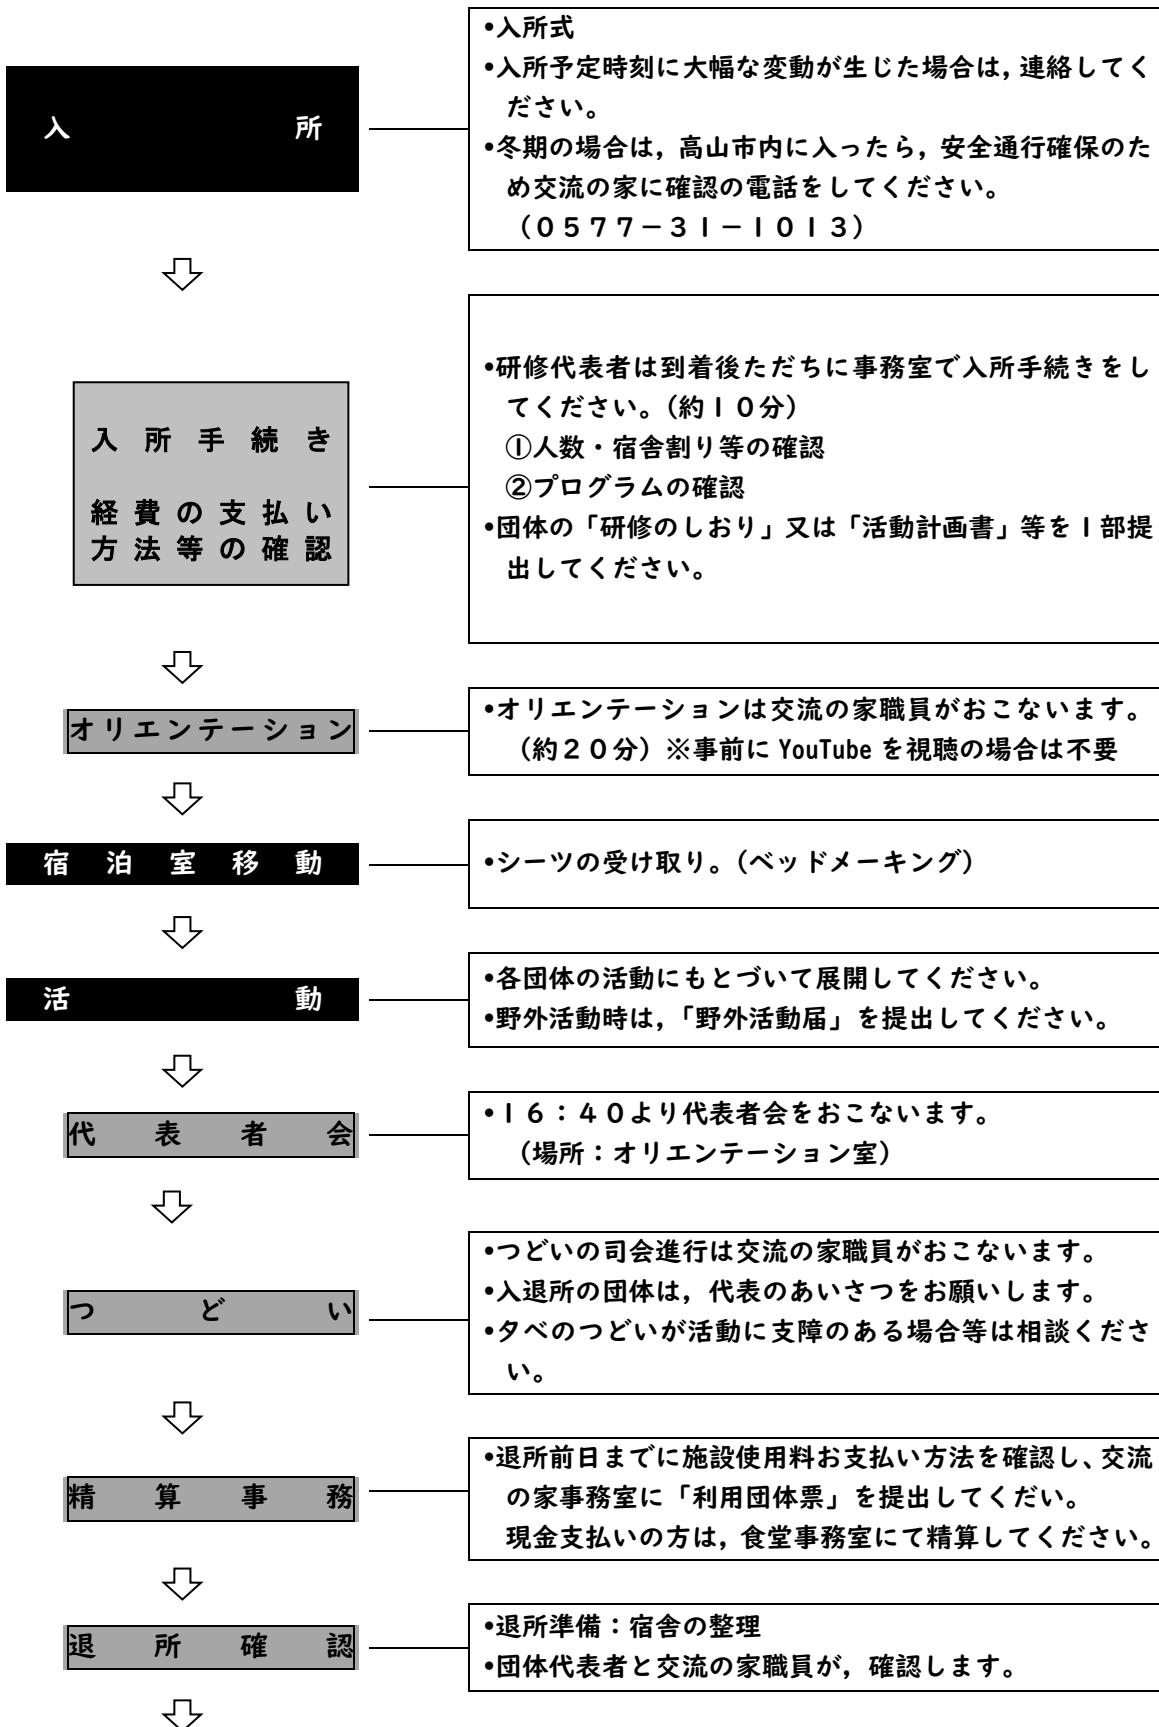 入所
•入所式
•入所予定時刻に大幅な変動が生じた場合は，連絡してく
ださい。
•冬期の場合は，高山市内に入ったら，安全通行確保のた
め交流の家に確認の電話をしてください。
（０５７７－３１－１０１３）
入所手続き
経費の支払い
方法等の確認
•研修代表者は到着後ただちに事務室で入所手続きをし
てください。（約１０分）
①人数・宿舎割り等の確認
②プログラムの確認
•団体の「研修のしおり」又は「活動計画書」等を１部提
出してください。
オリエンテーション
•オリエンテーションは交流の家職員がおこないます。
（約２０分）※事前に YouTube を視聴の場合は不要
宿泊室移動
•シーツの受け取り。（ベッドメーキング）
活動
•各団体の活動にもとづいて展開してください。
•野外活動時は，「野外活動届」を提出してください。
代表者会
•１６：４０より代表者会をおこないます。
（場所：オリエンテーション室）
つどい
•つどいの司会進行は交流の家職員がおこないます。
•入退所の団体は，代表のあいさつをお願いします。
•夕べのつどいが活動に支障のある場合等は相談くださ
い。
精算事務
•退所前日までに施設使用料お支払い方法を確認し、交流
の家事務室に「利用団体票」を提出してくだい。
現金支払いの方は，食堂事務室にて精算してください。
退所確認
•退所準備：宿舎の整理
•団体代表者と交流の家職員が，確認します。